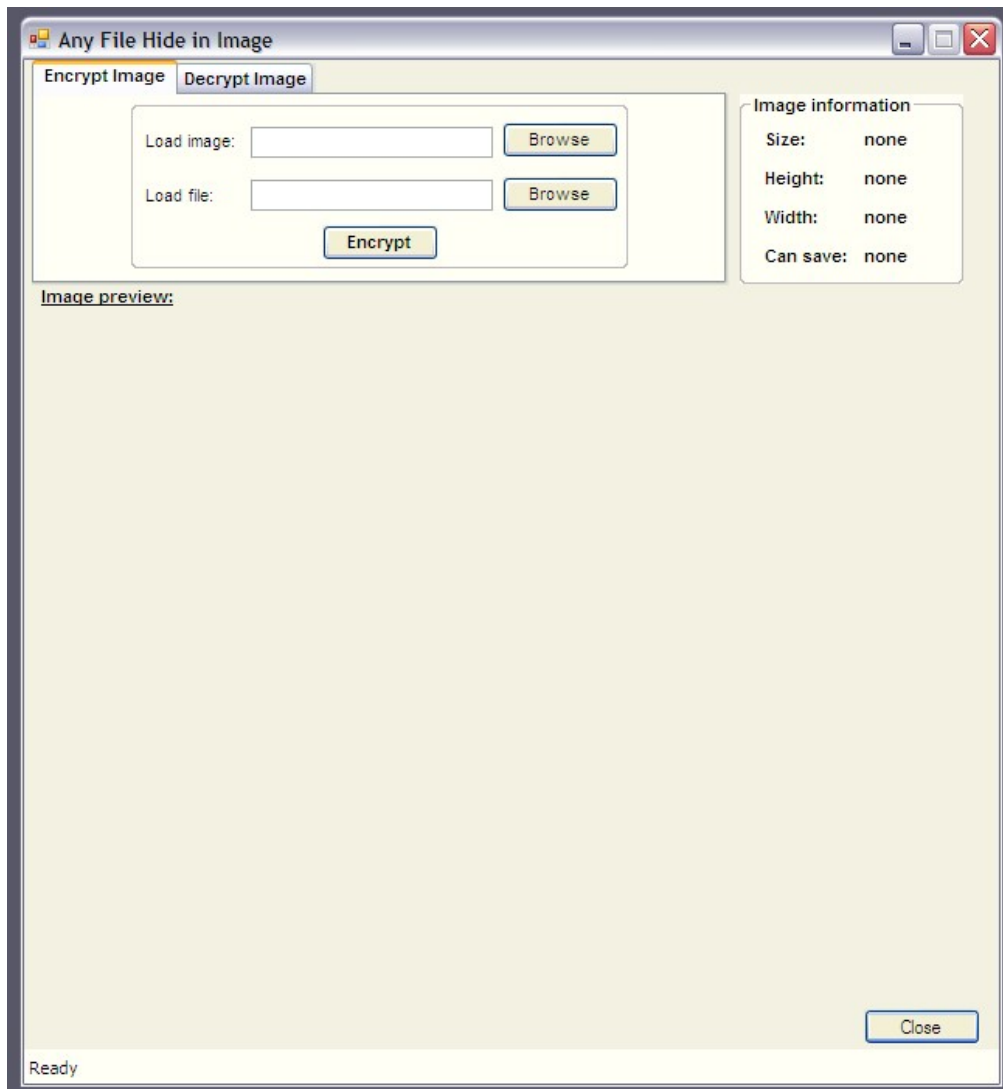 Any File Hide in Image
Encrypt Image Decrypt Image
Load image: Browse
Load file: Browse
Encrypt
Image information
Size: none
Height: none
Width: none
Can save: none
Image preview:
Close
Ready